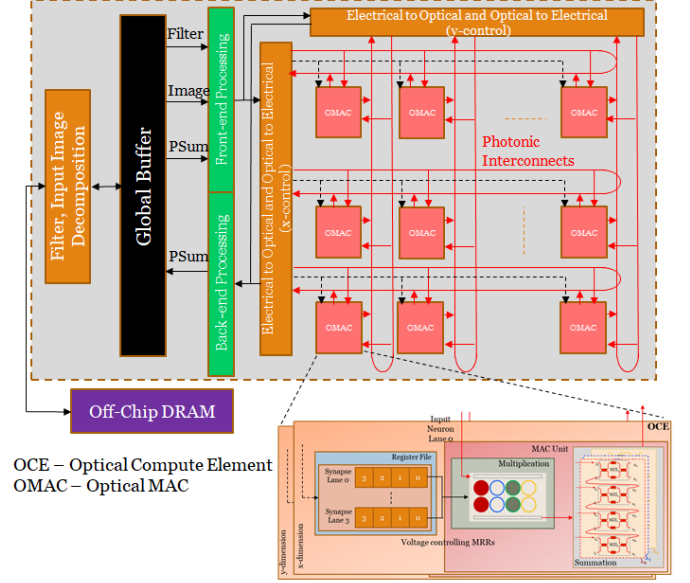 Electrical to Optical and Optical to Electrical
(y-control)
Filter
Image
PSum
PSum
Filter, Input Image
Decomposition
Global Buffer
Front-end Processing
Back-end Processing
Electrical to Optical and Optical to Electrical
(x-control)
OMAC
OMAC
OMAC
Photonic
Interconnects
OMAC
OMAC
OMAC
OMAC
OMAC
OMAC
Off-Chip DRAM
OCE – Optical Compute Element
OMAC – Optical MAC
Input
Neuron
Lane 0
OCE
MAC Unit
Register File
Multiplication
Synapse
Lane 0
3 2 1 0
Synapse
Lane 3
3 2 1 0
Voltage controlling MRRs
Summation
y-dimension
x-dimension